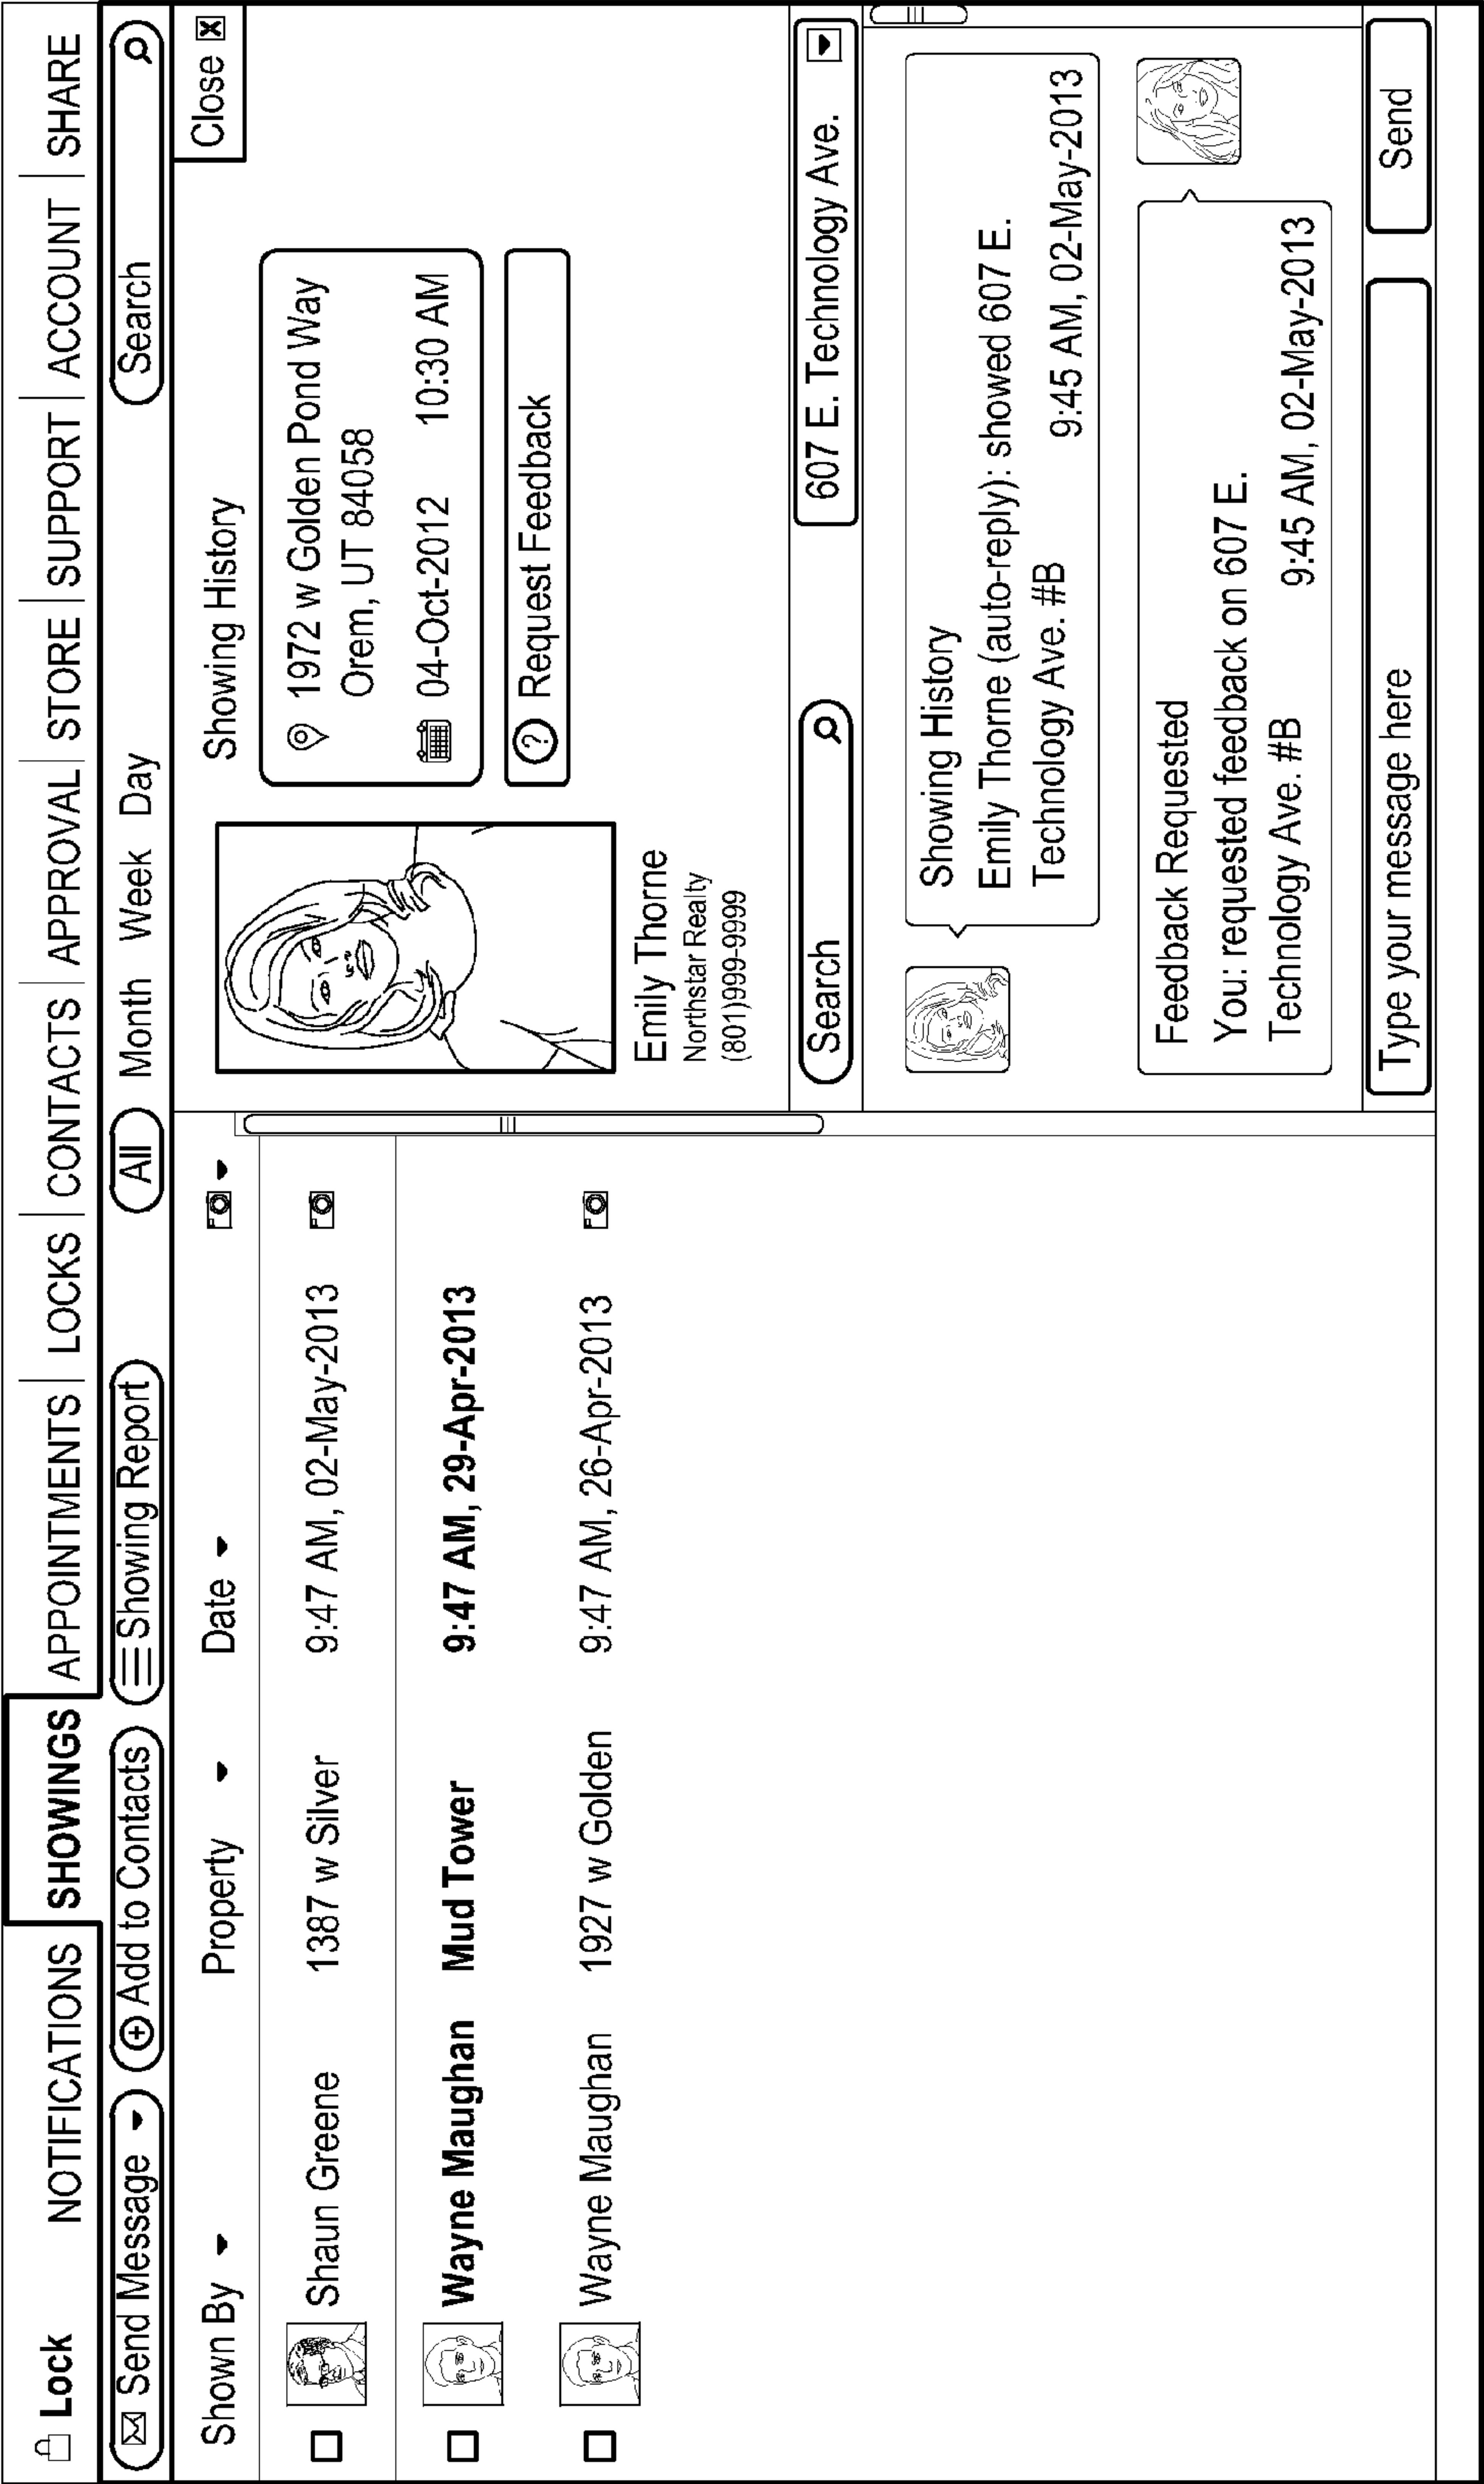 Lock NOTIFICATIONS SHOWINGS APPOINTMENTS LOCKS CONTACTS APPROVAL STORE SUPPORT ACCOUNT SHARE
Send Message Add to Contacts Showing Report All Month Week Day Search
Shown By Property Date
Shaun Greene 1387 w Silver 9:47 AM, 02-May-2013
Wayne Maughan Mud Tower 9:47 AM, 29-Apr-2013
Wayne Maughan 1927 w Golden 9:47 AM, 26-Apr-2013
Close
Showing History
1972 w Golden Pond Way
Orem, UT 84058
04-Oct-2012 10:30 AM
? Request Feedback
Emily Thorne
Northstar Realty
(801)999-9999
Search 607 E. Technology Ave.
Showing History
Emily Thorne (auto-reply): showed 607 E.
Technology Ave. #B
9:45 AM, 02-May-2013
Feedback Requested
You: requested feedback on 607 E.
Technology Ave. #B
9:45 AM, 02-May-2013
Type your message here Send